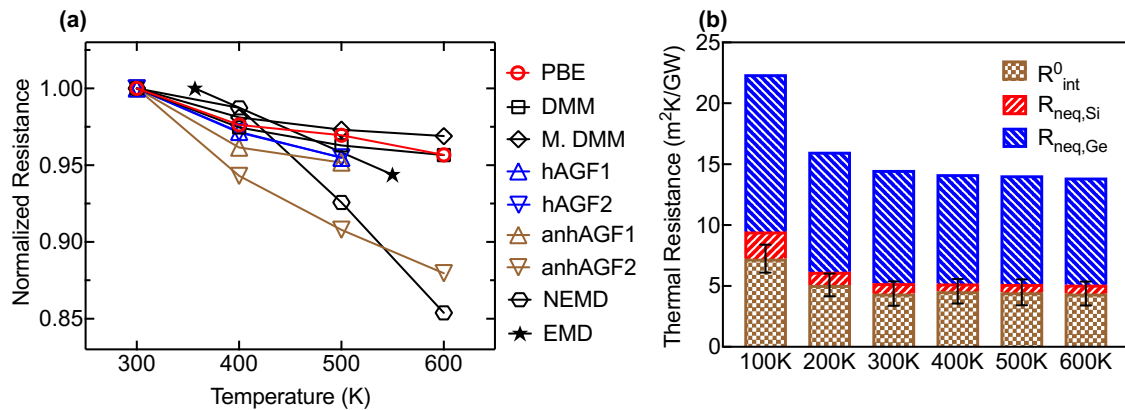 (a)
Normalized Resistance
1.00
0.95
0.90
0.85
300 400 500 600
Temperature (K)
PBE
DMM
M. DMM
hAGF1
hAGF2
anhAGF1
anhAGF2
NEMD
EMD
(b)
Thermal Resistance (m²K/GW)
25
20
15
10
5
0
100K 200K 300K 400K 500K 600K
R⁰int
Rneq,Si
Rneq,Ge